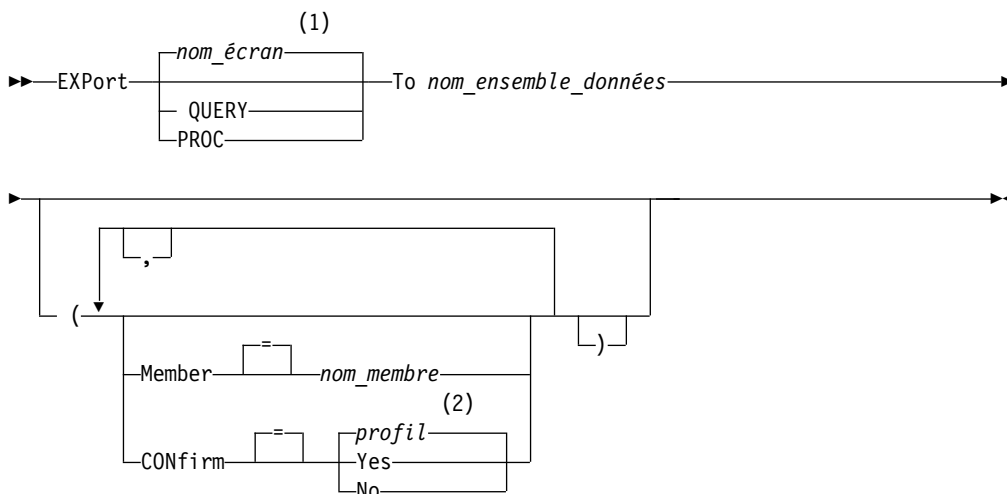 (1)
nom_écran
EXPort To nom_ensemble_données
QUERY
PROC
,
(
)
=
Member nom_membre
(2)
= profil
CONfirm Yes
No